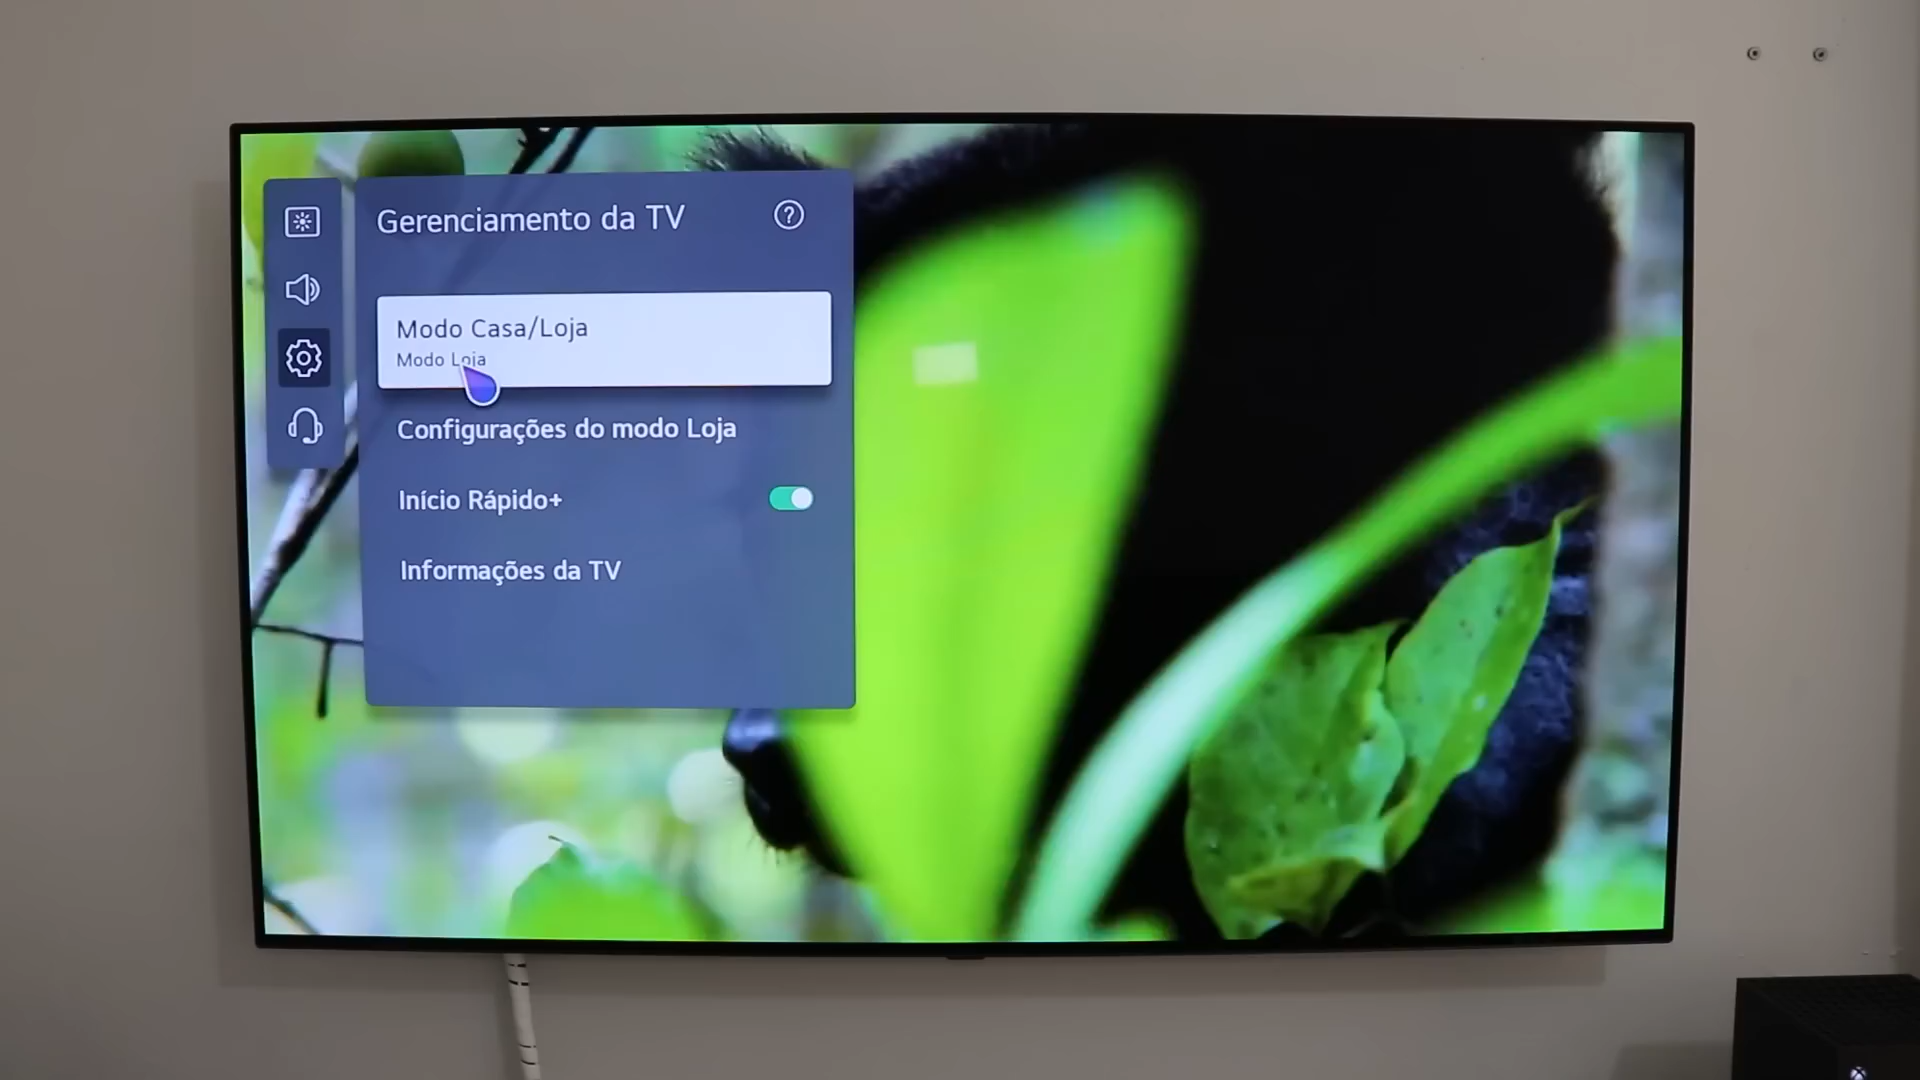 Gerenciamento da TV
Modo Casa/Loja
Modo Loja
Configurações do modo Loja
Início Rápido+
Informações da TV